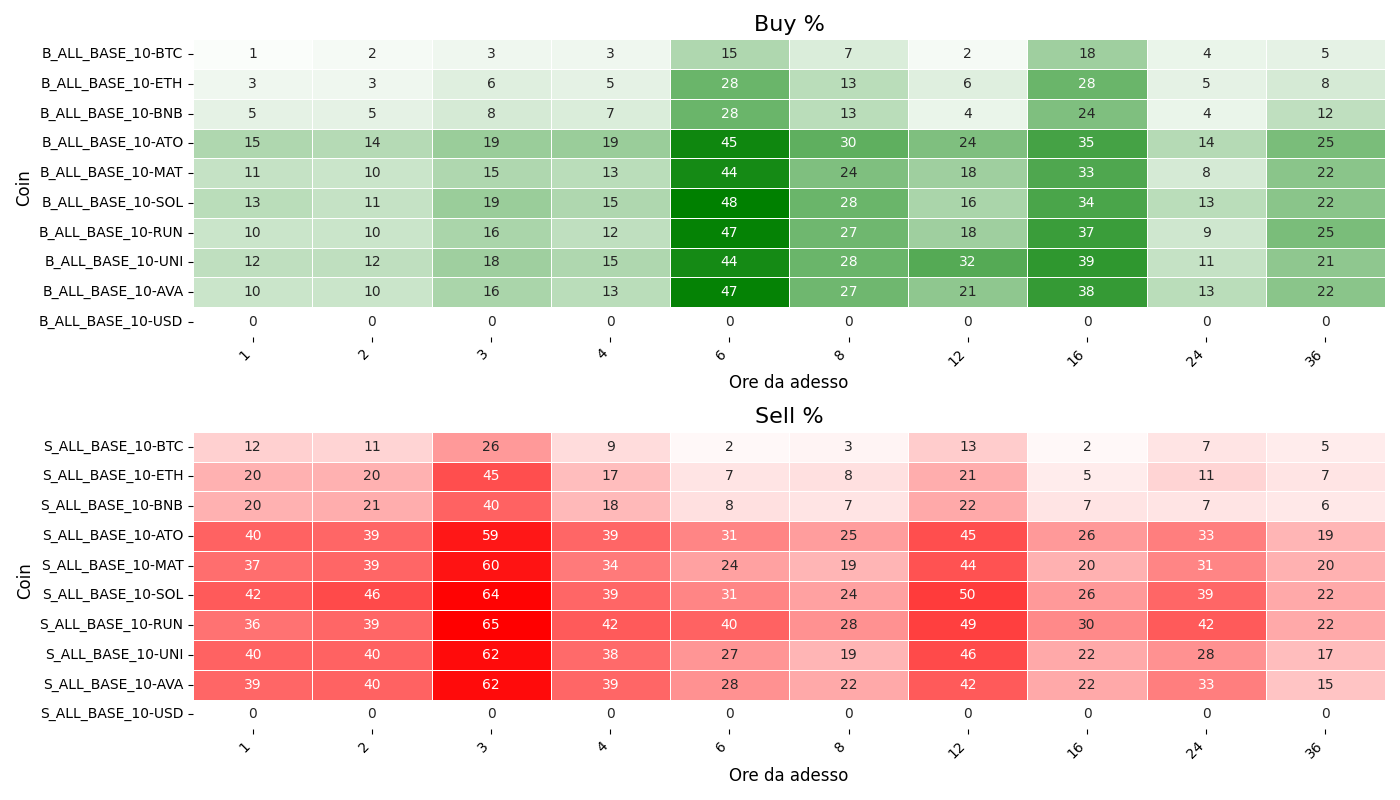 Buy %
Coin
B_ALL_BASE_10-BTC 1 2 3 3 15 7 2 18 4 5
B_ALL_BASE_10-ETH 3 3 6 5 28 13 6 28 5 8
B_ALL_BASE_10-BNB 5 5 8 7 28 13 4 24 4 12
B_ALL_BASE_10-ATO 15 14 19 19 45 30 24 35 14 25
B_ALL_BASE_10-MAT 11 10 15 13 44 24 18 33 8 22
B_ALL_BASE_10-SOL 13 11 19 15 48 28 16 34 13 22
B_ALL_BASE_10-RUN 10 10 16 12 47 27 18 37 9 25
B_ALL_BASE_10-UNI 12 12 18 15 44 28 32 39 11 21
B_ALL_BASE_10-AVA 10 10 16 13 47 27 21 38 13 22
B_ALL_BASE_10-USD 0 0 0 0 0 0 0 0 0 0
1 2 3 4 6 8 12 16 24 36
Ore da adesso
Sell %
Coin
S_ALL_BASE_10-BTC 12 11 26 9 2 3 13 2 7 5
S_ALL_BASE_10-ETH 20 20 45 17 7 8 21 5 11 7
S_ALL_BASE_10-BNB 20 21 40 18 8 7 22 7 7 6
S_ALL_BASE_10-ATO 40 39 59 39 31 25 45 26 33 19
S_ALL_BASE_10-MAT 37 39 60 34 24 19 44 20 31 20
S_ALL_BASE_10-SOL 42 46 64 39 31 24 50 26 39 22
S_ALL_BASE_10-RUN 36 39 65 42 40 28 49 30 42 22
S_ALL_BASE_10-UNI 40 40 62 38 27 19 46 22 28 17
S_ALL_BASE_10-AVA 39 40 62 39 28 22 42 22 33 15
S_ALL_BASE_10-USD 0 0 0 0 0 0 0 0 0 0
1 2 3 4 6 8 12 16 24 36
Ore da adesso